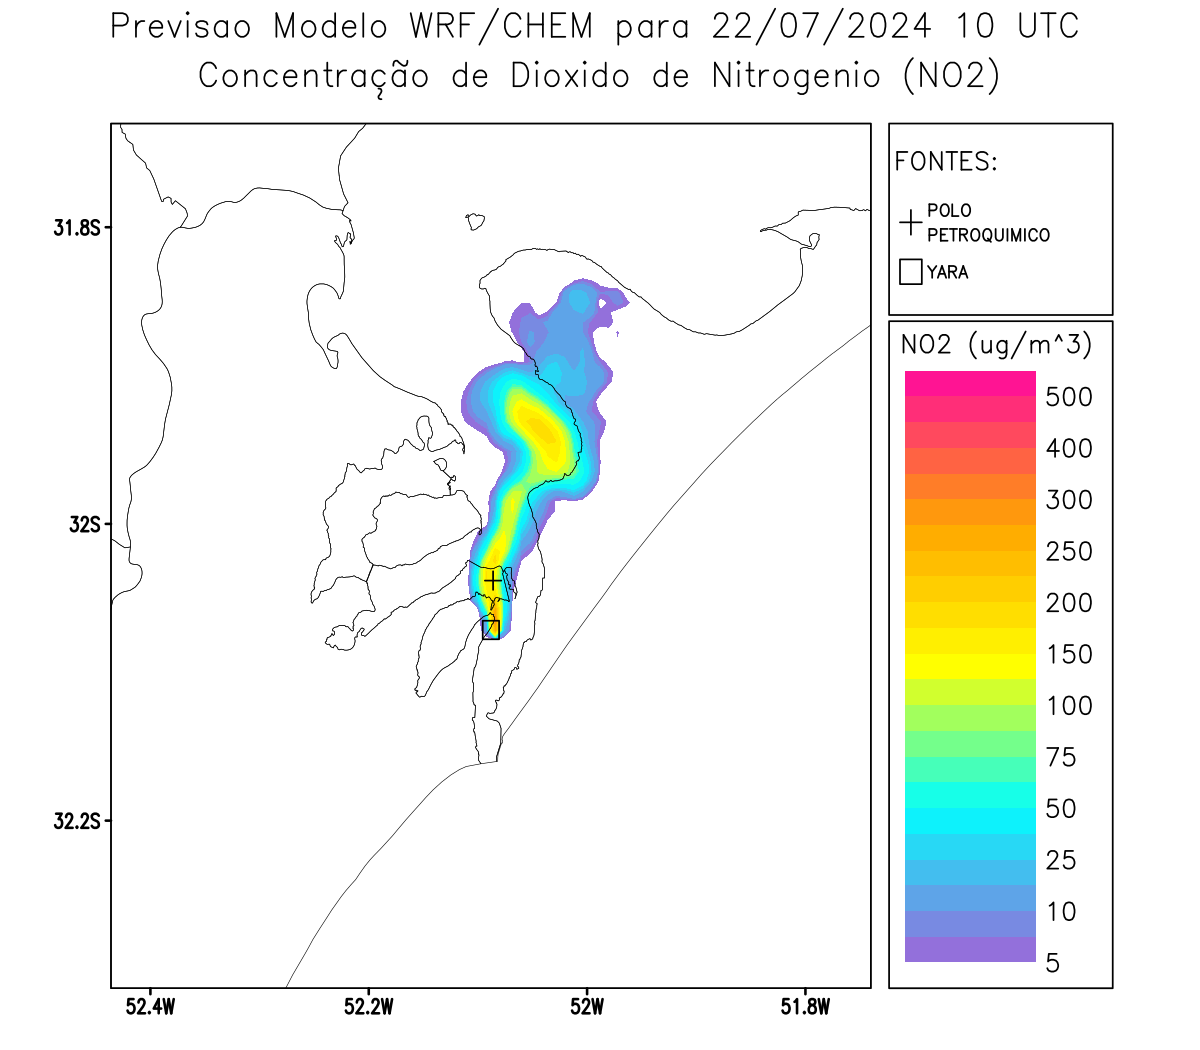 Previsao Modelo WRF/CHEM para 22/07/2024 10 UTC
Concentração de Dioxido de Nitrogenio (NO2)
FONTES:
POLO
PETROQUIMICO
YARA
31.8S
32S
32.2S
52.4W
52.2W
52W
51.8W
NO2 (ug/m^3)
500
400
300
250
200
150
100
75
50
25
10
5